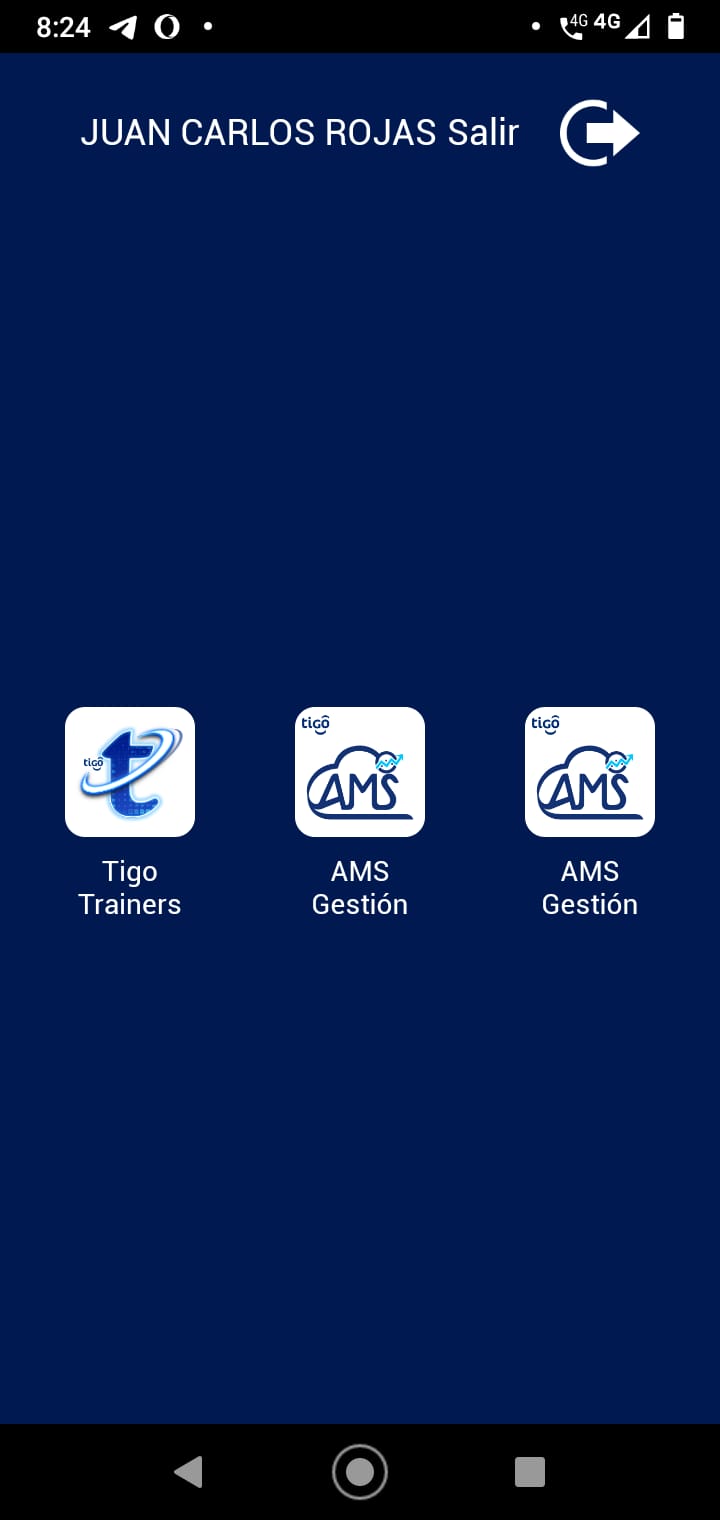 8:24
4G 4G
JUAN CARLOS ROJAS Salir
tigo
t
tigo
AMS
tigo
AMS
Tigo
Trainers
AMS
Gestión
AMS
Gestión